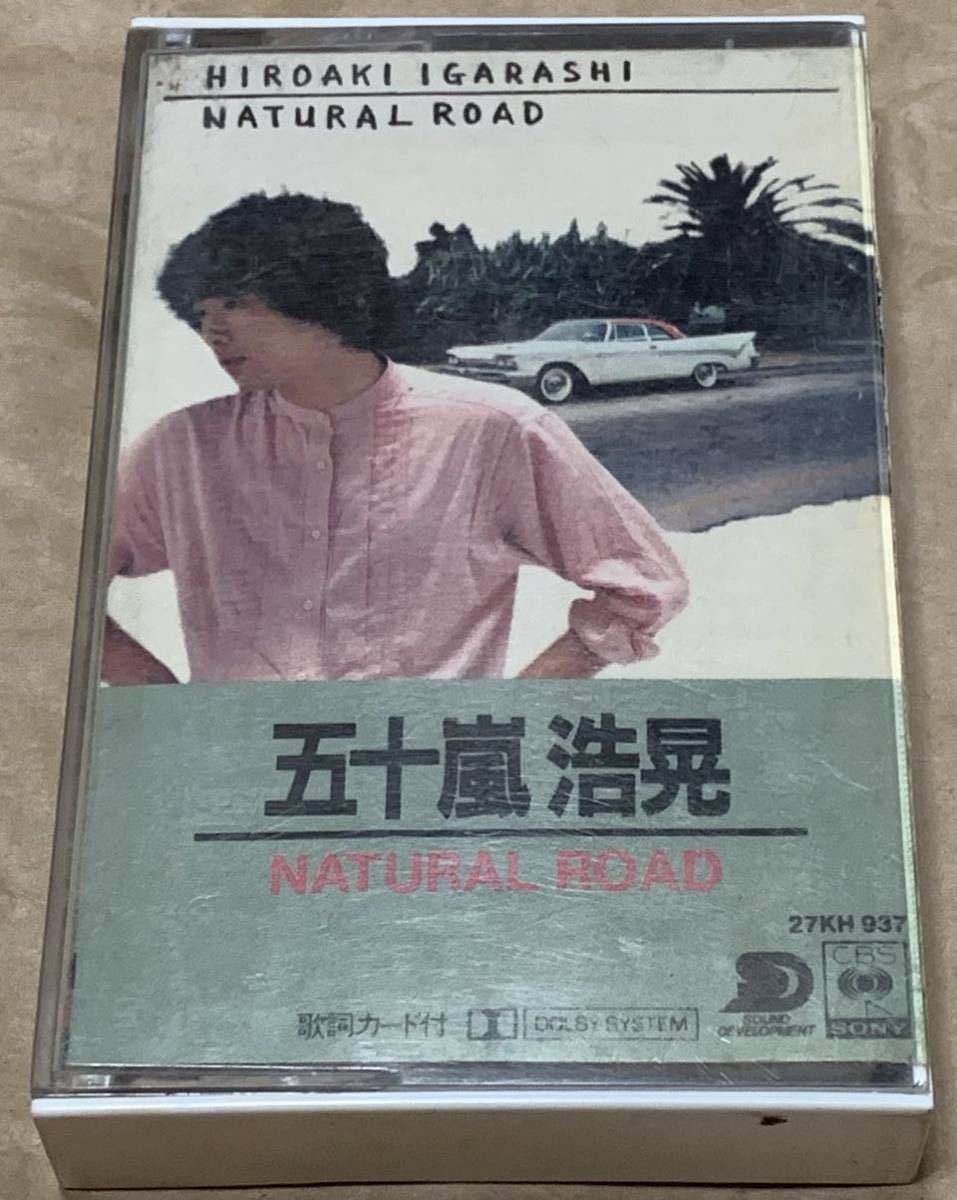 HIROAKI IGARASHI
NATURAL ROAD
五十嵐 浩晃
NATURAL ROAD
27KH 937
歌詞カード付 DOLBY SYSTEM
SOUND
DEVELOPMENT
CBS
SONY